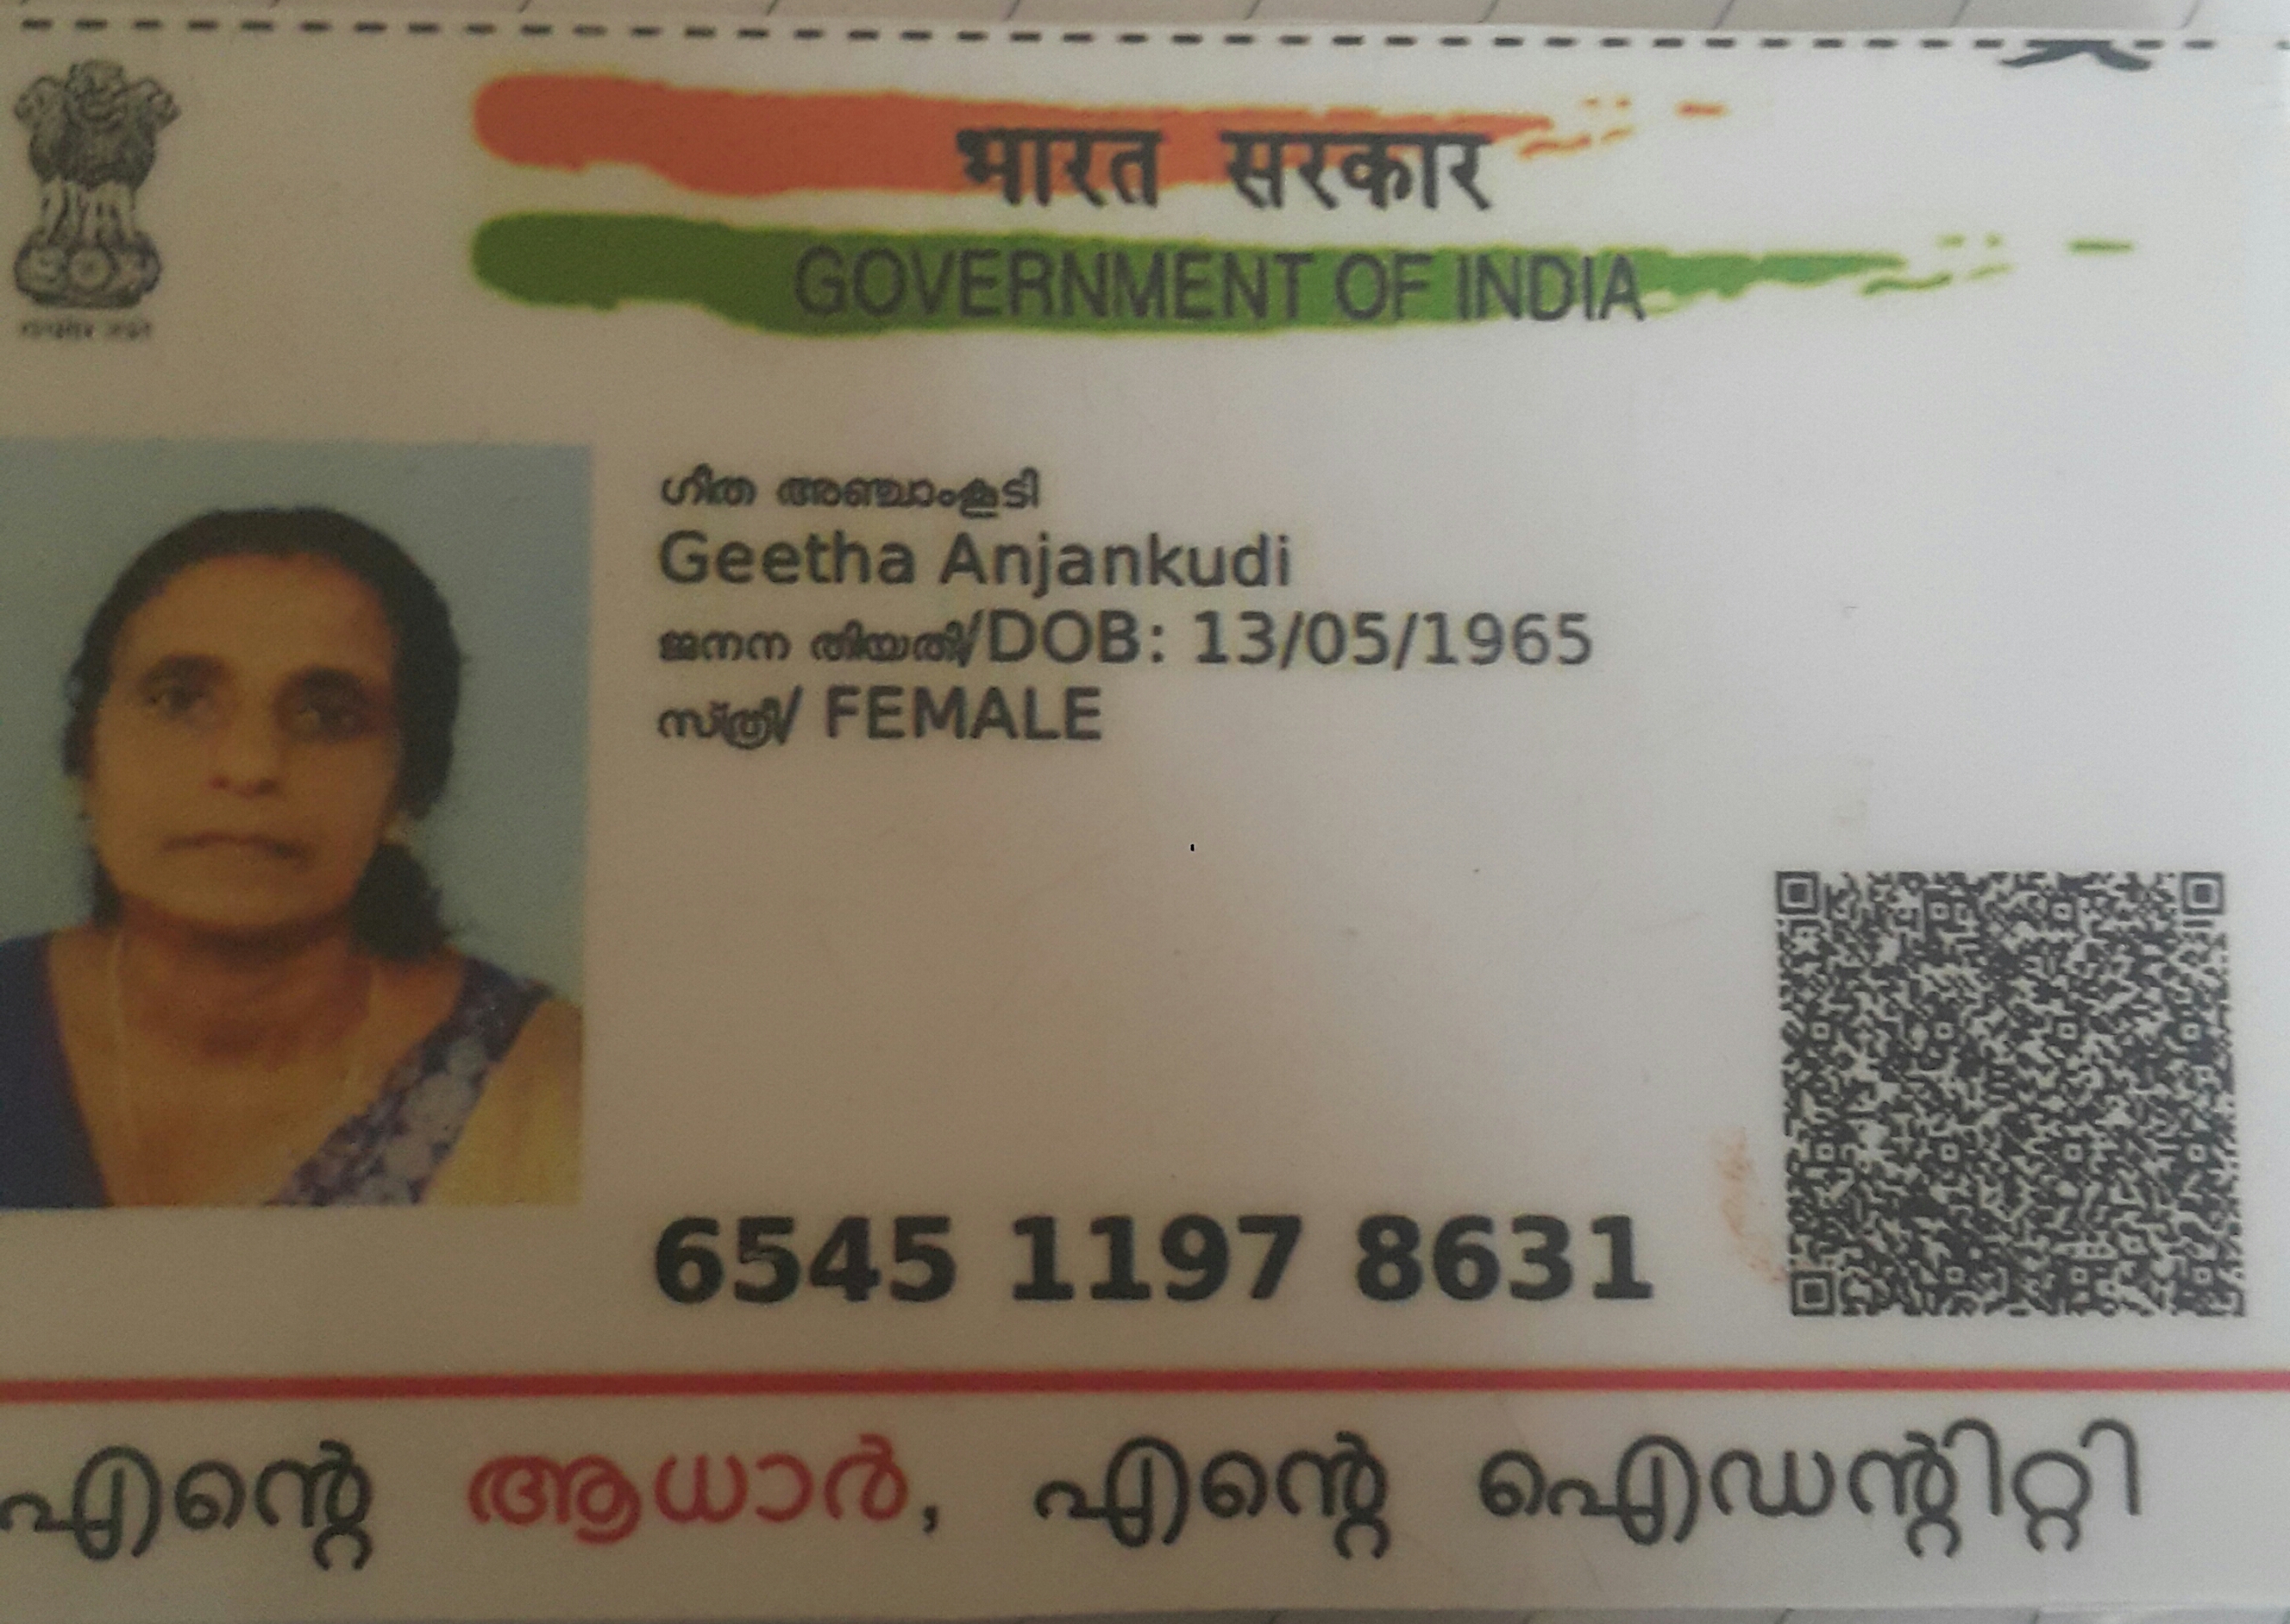 भारत सरकार
GOVERNMENT OF INDIA
ഗീത അഞ്ചാംകൂടി
Geetha Anjankudi
ജനന തിയതി/DOB: 13/05/1965
സ്ത്രീ/ FEMALE
6545 1197 8631
എന്റെ ആധാർ, എന്റെ ഐഡന്റിറ്റി